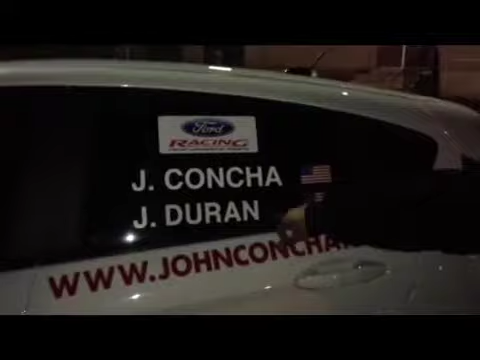 Ford
RACING
J. CONCHA
J. DURAN
WWW.JOHNCONCHA